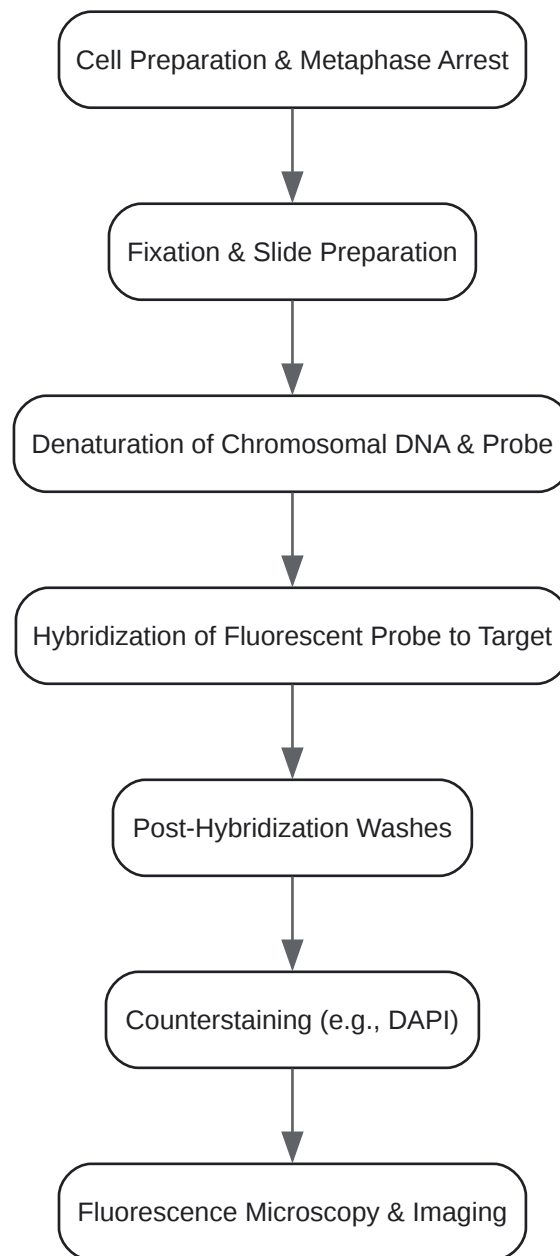 Cell Preparation & Metaphase Arrest
Fixation & Slide Preparation
Denaturation of Chromosomal DNA & Probe
Hybridization of Fluorescent Probe to Target
Post-Hybridization Washes
Counterstaining (e.g., DAPI)
Fluorescence Microscopy & Imaging